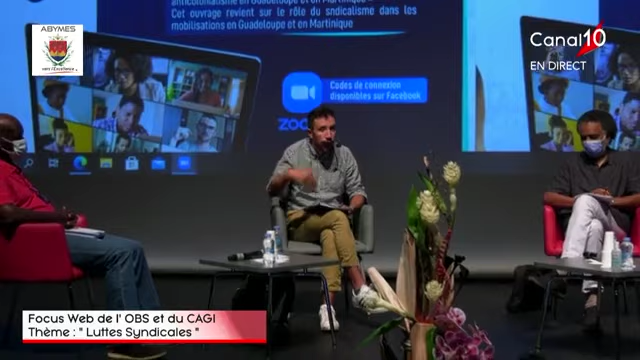 anticolonialisme en Guadeloupe et en Martinique »
Cet ouvrage revient sur le rôle du syndicalisme dans les
mobilisations en Guadeloupe et en Martinique
ABYMES
Canal10
EN DIRECT
Codes de connexion
disponibles sur Facebook
ZOO
10
Focus Web de l' OBS et du CAGI
Thème : " Luttes Syndicales "